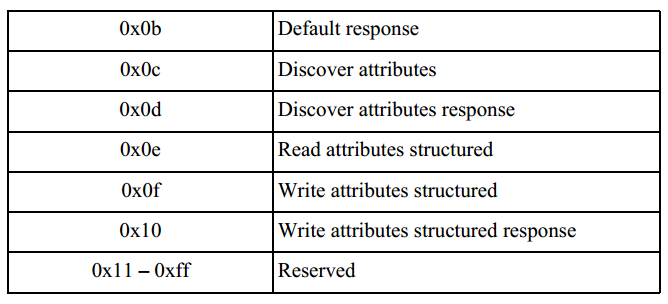 0x0b Default response
0x0c Discover attributes
0x0d Discover attributes response
0x0e Read attributes structured
0x0f Write attributes structured
0x10 Write attributes structured response
0x11 – 0xff Reserved